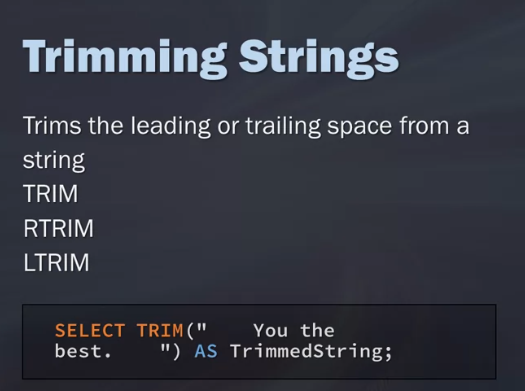 Trimming Strings
Trims the leading or trailing space from a
string
TRIM
RTRIM
LTRIM
SELECT TRIM("    You the
best.    ") AS TrimmedString;